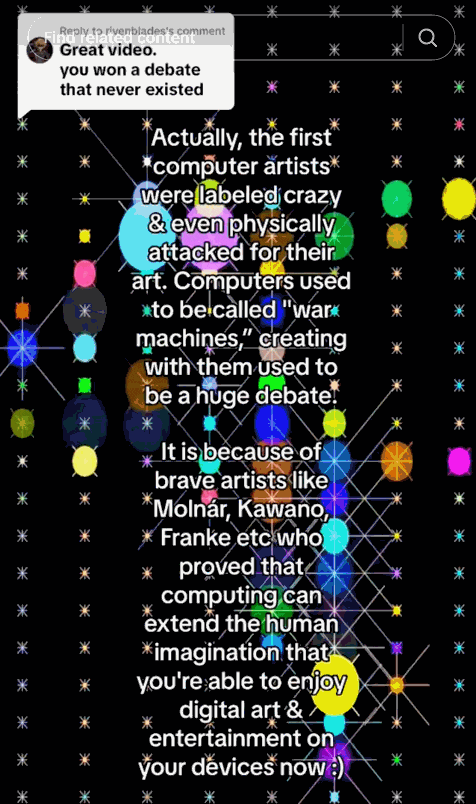 Find related content
Reply to rivenblades's comment
Great video.
you won a debate
that never existed
Actually, the first
computer artists
were labeled crazy
& even physically
attacked for their
art. Computers used
to be called "war
machines,” creating
with them used to
be a huge debate.
It is because of
brave artists like
Molnár, Kawano,
Franke etc who
proved that
computing can
extend the human
imagination that
you're able to enjoy
digital art &
entertainment on
your devices now :)